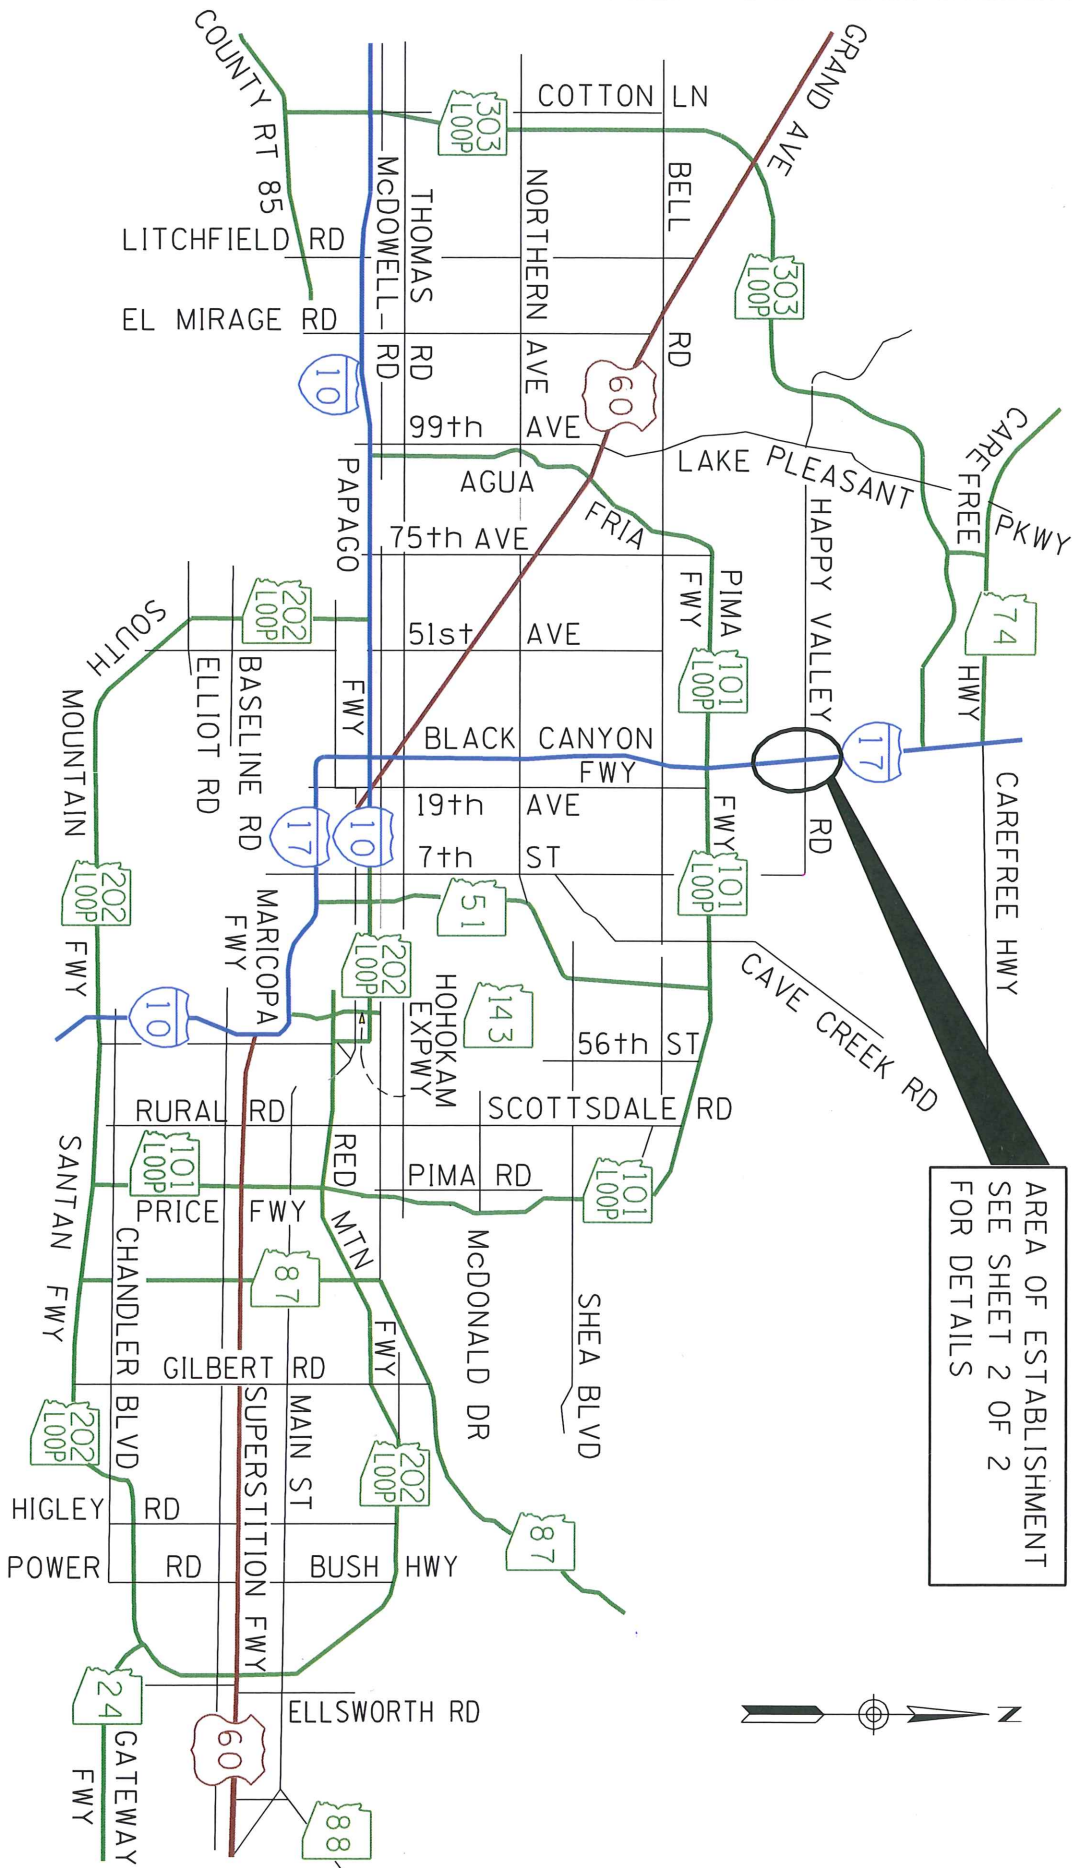 COUNTY RT 85
GRAND AVE
COTTON LN
303
LOOP
LITCHFIELD RD
McDOWELL RD
THOMAS RD
NORTHERN AVE
BELL RD
303
LOOP
EL MIRAGE RD
10
60
99th AVE
LAKE PLEASANT
CAREFREE HWY
PKWY
AGUA FRIA
PAPAGO FWY
75th AVE
HAPPY VALLEY RD
74
SOUTH MOUNTAIN FWY
202
LOOP
51st AVE
PIMA FWY
101
LOOP
ELLIOT RD
BASELINE RD
BLACK CANYON
FWY
17
19th AVE
17
10
FWY
7th ST
101
LOOP
CAREFREE HWY
202
LOOP
MARICOPA
FWY
51
202
LOOP
CAVE CREEK RD
10
HOHOKAM
EXPWY
143
56th ST
RURAL RD
SCOTTSDALE RD
SANTAN FWY
101
LOOP
RED MTN FWY
PIMA RD
101
LOOP
PRICE FWY
CHANDLER BLVD
87
McDONALD DR
SHEA BLVD
GILBERT RD
202
LOOP
SUPERSTITION FWY
MAIN ST
202
LOOP
HIGLEY RD
87
POWER RD
BUSH HWY
24
GATEWAY
FWY
ELLSWORTH RD
60
88
AREA OF ESTABLISHMENT
SEE SHEET 2 OF 2
FOR DETAILS
N